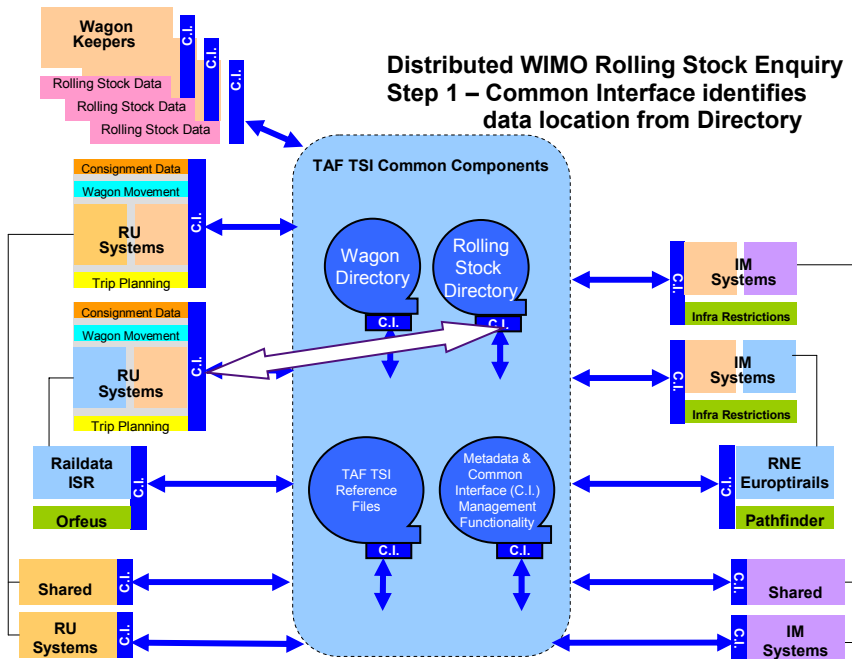 Wagon
Keepers
C.I.
C.I.
C.I.
Rolling Stock Data
Rolling Stock Data
Rolling Stock Data
Distributed WIMO Rolling Stock Enquiry
Step 1 – Common Interface identifies
data location from Directory
TAF TSI Common Components
Consignment Data
Wagon Movement
RU
Systems
Trip Planning
C.I.
Consignment Data
Wagon Movement
RU
Systems
Trip Planning
C.I.
Wagon
Directory
C.I.
Rolling
Stock
Directory
C.I.
C.I.
IM
Systems
Infra Restrictions
C.I.
IM
Systems
Infra Restrictions
Raildata
ISR
Orfeus
C.I.
TAF TSI
Reference
Files
C.I.
Metadata &
Common
Interface (C.I.)
Management
Functionality
C.I.
C.I.
RNE
Europtirails
Pathfinder
Shared
C.I.
RU
Systems
C.I.
C.I.
Shared
C.I.
IM
Systems